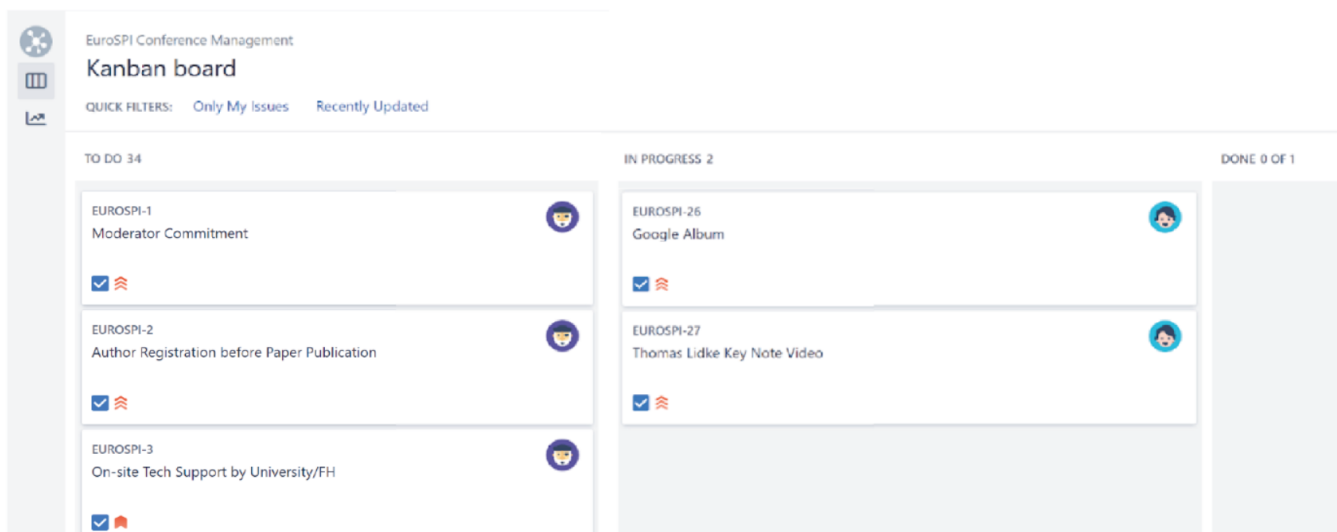 EuroSPI Conference Management
Kanban board
QUICK FILTERS: Only My Issues Recently Updated
TO DO 34
EUROSPI-1
Moderator Commitment
EUROSPI-2
Author Registration before Paper Publication
EUROSPI-3
On-site Tech Support by University/FH
IN PROGRESS 2
EUROSPI-26
Google Album
EUROSPI-27
Thomas Lidke Key Note Video
DONE 0 OF 1